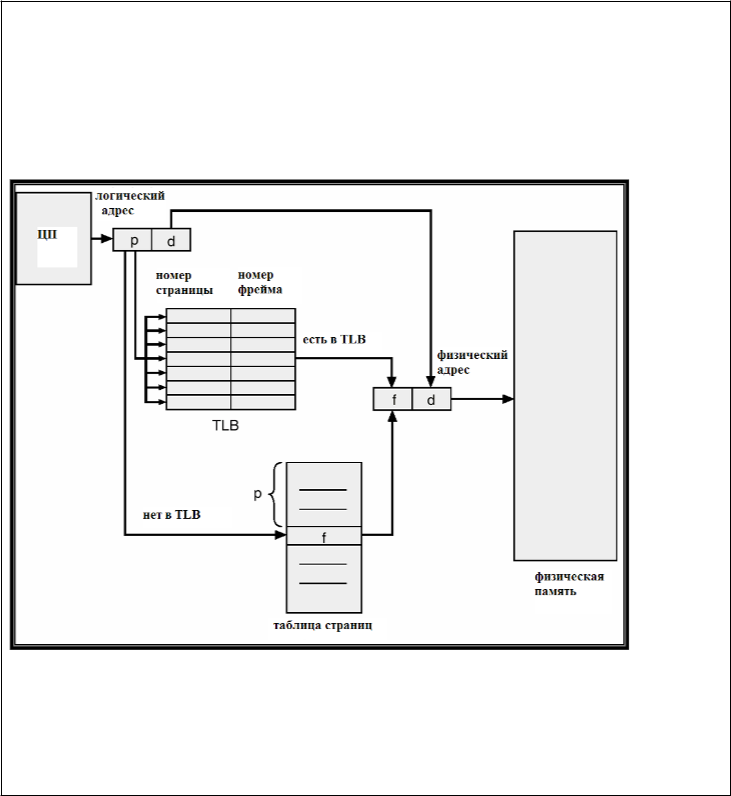 логический
адрес
ЦП
p d
номер
страницы
номер
фрейма
есть в TLB
физический
адрес
f d
TLB
p
нет в TLB
f
физическая
память
таблица страниц